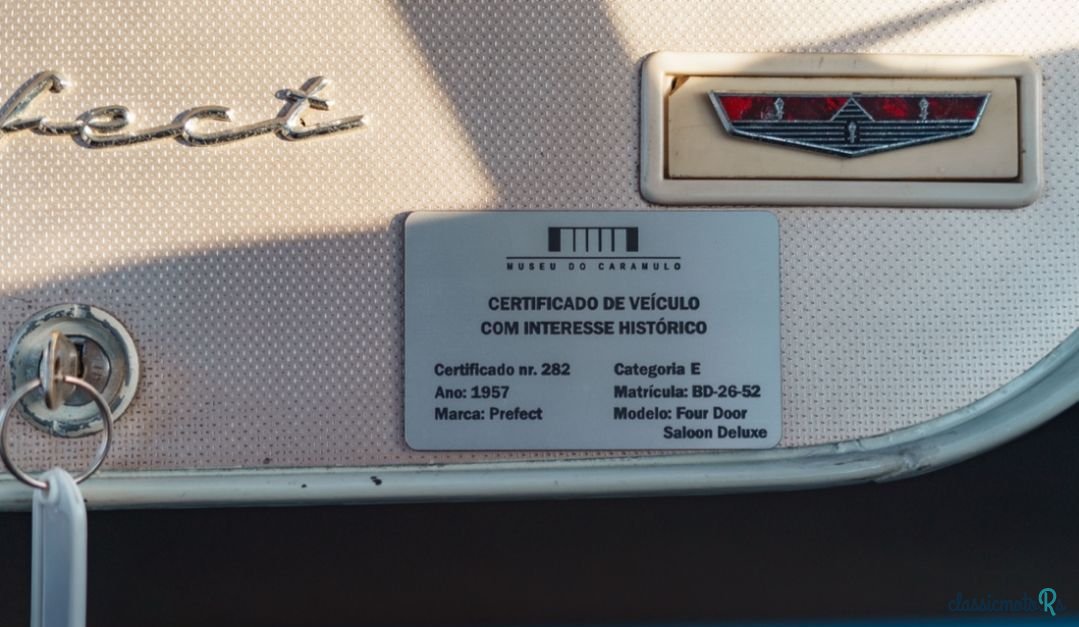 fect
MUSEU DO CARAMULO
CERTIFICADO DE VEÍCULO
COM INTERESSE HISTÓRICO
Certificado nr. 282
Categoria E
Ano: 1957
Matrícula: BD-26-52
Marca: Prefect
Modelo: Four Door
Saloon Deluxe
classicmotoRs